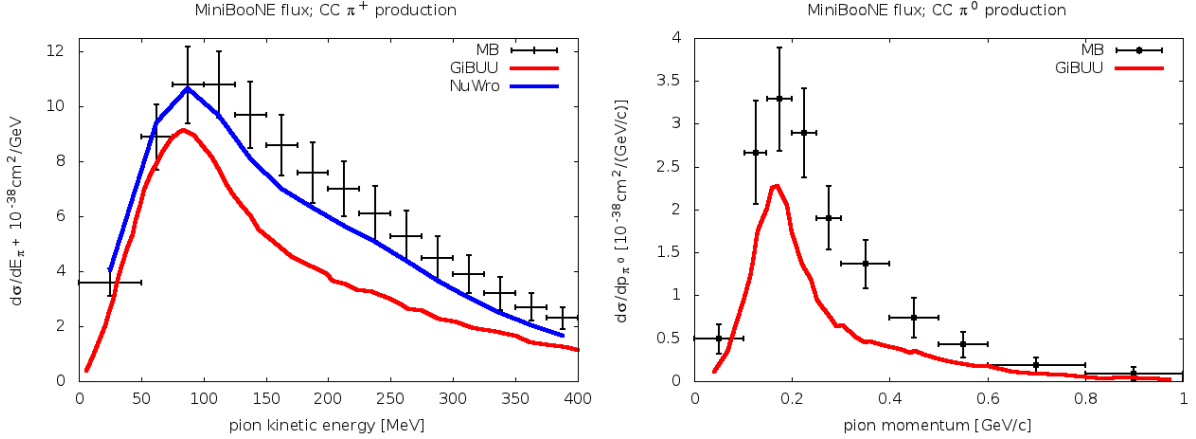 MiniBooNE flux; CC π⁺ production
MB
GiBUU
NuWro
dσ/dE_π⁺ * 10⁻³⁸cm²/GeV
12
10
8
6
4
2
0
0 50 100 150 200 250 300 350 400
pion kinetic energy [MeV]
MiniBooNE flux; CC π⁰ production
MB
GiBUU
dσ/dp_π⁰ [10⁻³⁸cm²/(GeV/c)]
4
3.5
3
2.5
2
1.5
1
0.5
0
0 0.2 0.4 0.6 0.8 1
pion momentum [GeV/c]